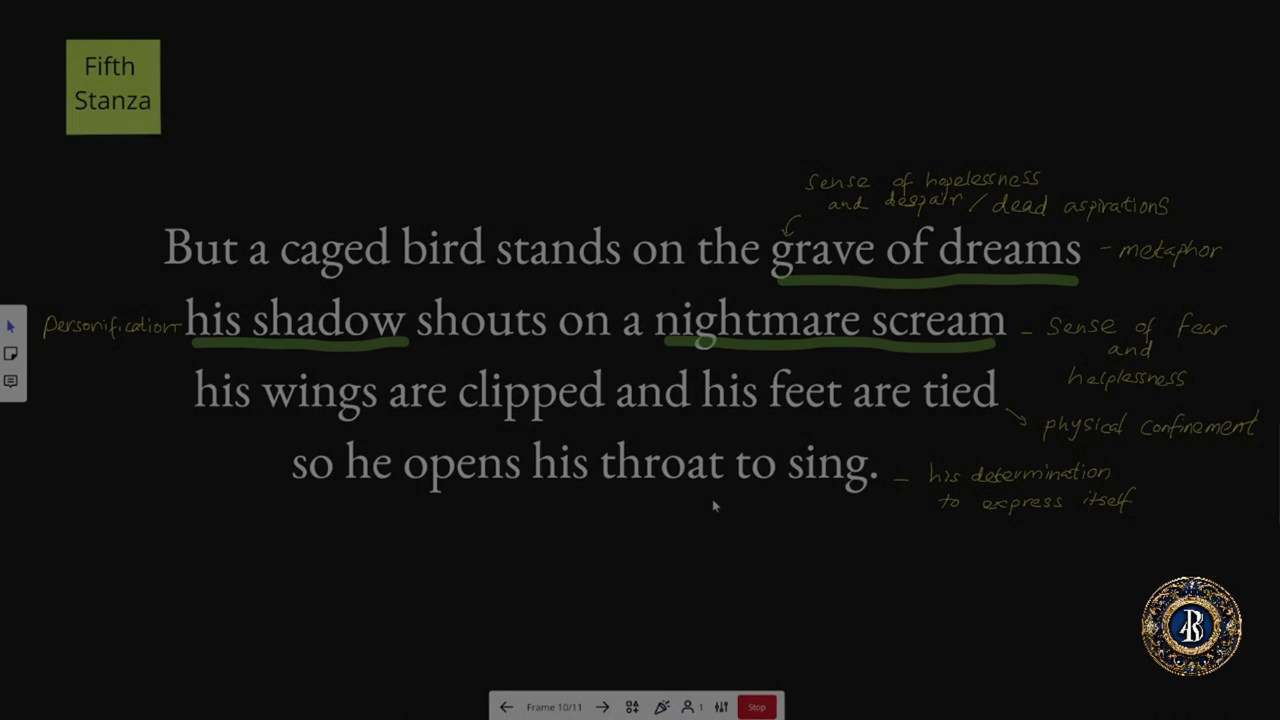 Fifth
Stanza
Sense of hopelessness
and despair / dead aspirations
But a caged bird stands on the grave of dreams - metaphor
Personification- his shadow shouts on a nightmare scream - Sense of fear
and
helplessness
his wings are clipped and his feet are tied
physical confinement
so he opens his throat to sing. - his determination
to express itself
Frame 10/11
1
Stop